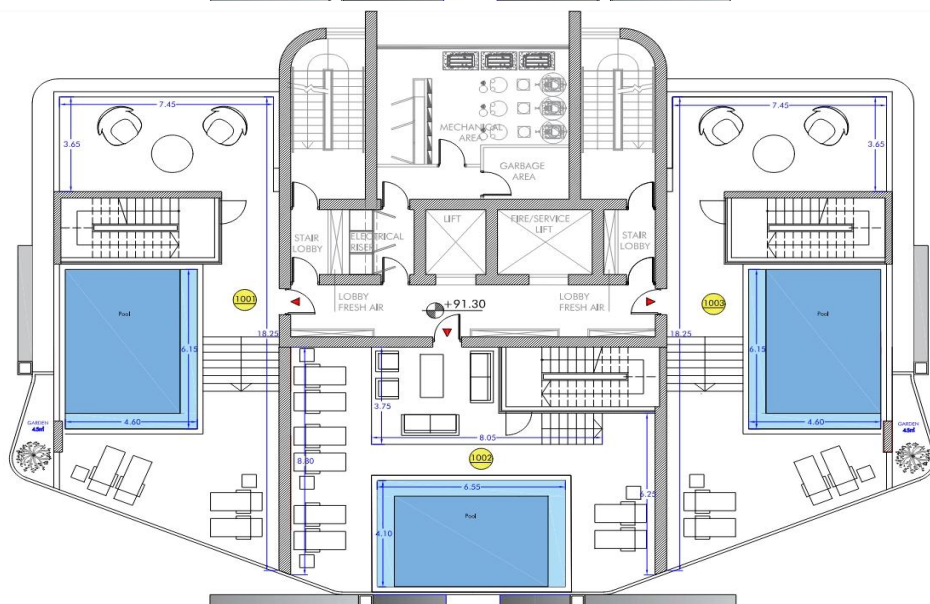 7.45
7.45
3.65
MECHANICAL
AREA
3.65
GARBAGE
AREA
STAIR
LOBBY
ELECTRICAL
RISER
LIFT
FIRE/SERVICE
LIFT
STAIR
LOBBY
1001
LOBBY
FRESH AIR
+91.30
LOBBY
FRESH AIR
1003
Pool
Pool
18.25
18.25
6.15
6.15
3.75
4.60
4.60
GARDEN
GARDEN
8.05
8.80
1002
6.25
6.55
Pool
4.10